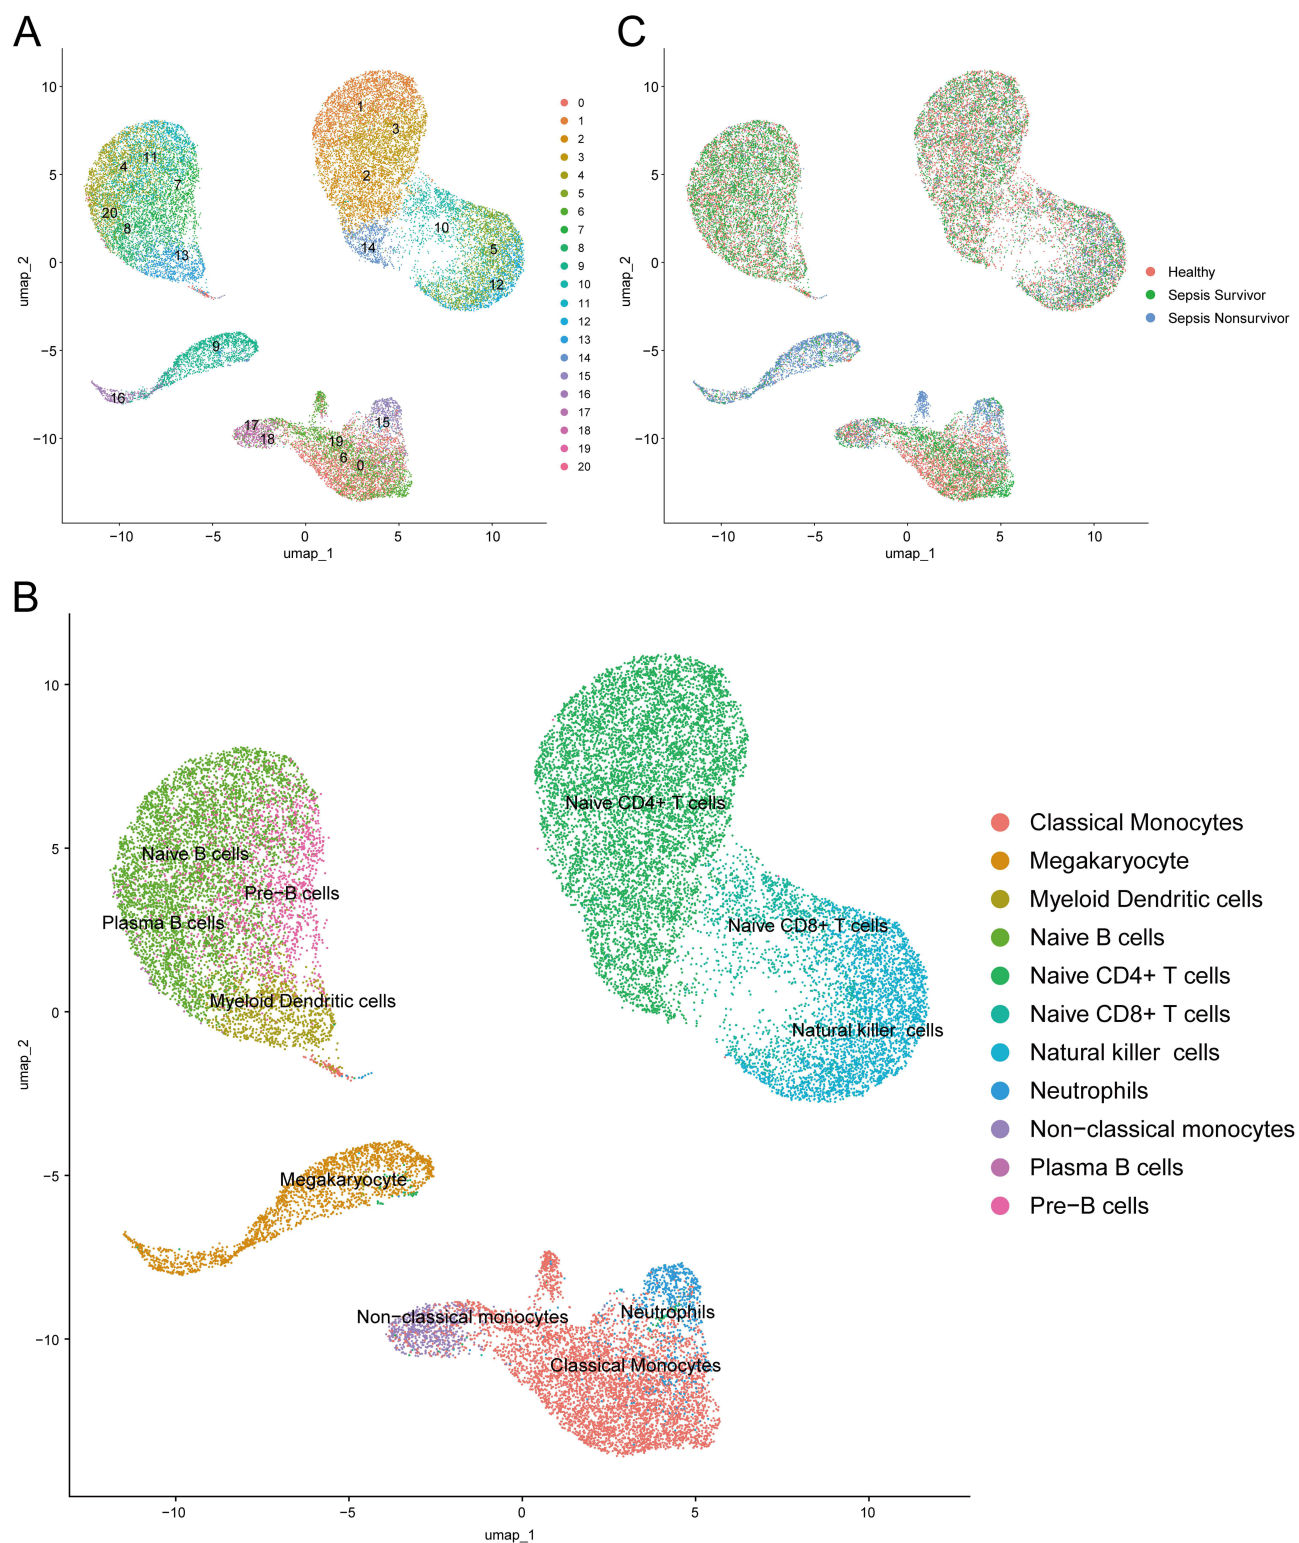 A
C
10
5
0
−5
−10
umap_2
−10
−5
0
5
10
umap_1
1
3
2
14
10
5
12
4
11
7
20
8
13
9
16
17
18
19
6
0
15
0
1
2
3
4
5
6
7
8
9
10
11
12
13
14
15
16
17
18
19
20
10
5
0
−5
−10
umap_2
−10
−5
0
5
10
umap_1
Healthy
Sepsis Survivor
Sepsis Nonsurvivor
B
10
5
0
−5
−10
umap_2
−10
−5
0
5
10
umap_1
Naive CD4+ T cells
Naive B cells
Pre−B cells
Plasma B cells
Naive CD8+ T cells
Myeloid Dendritic cells
Natural killer  cells
Megakaryocyte
Non−classical monocytes
Neutrophils
Classical Monocytes
Classical Monocytes
Megakaryocyte
Myeloid Dendritic cells
Naive B cells
Naive CD4+ T cells
Naive CD8+ T cells
Natural killer  cells
Neutrophils
Non−classical monocytes
Plasma B cells
Pre−B cells